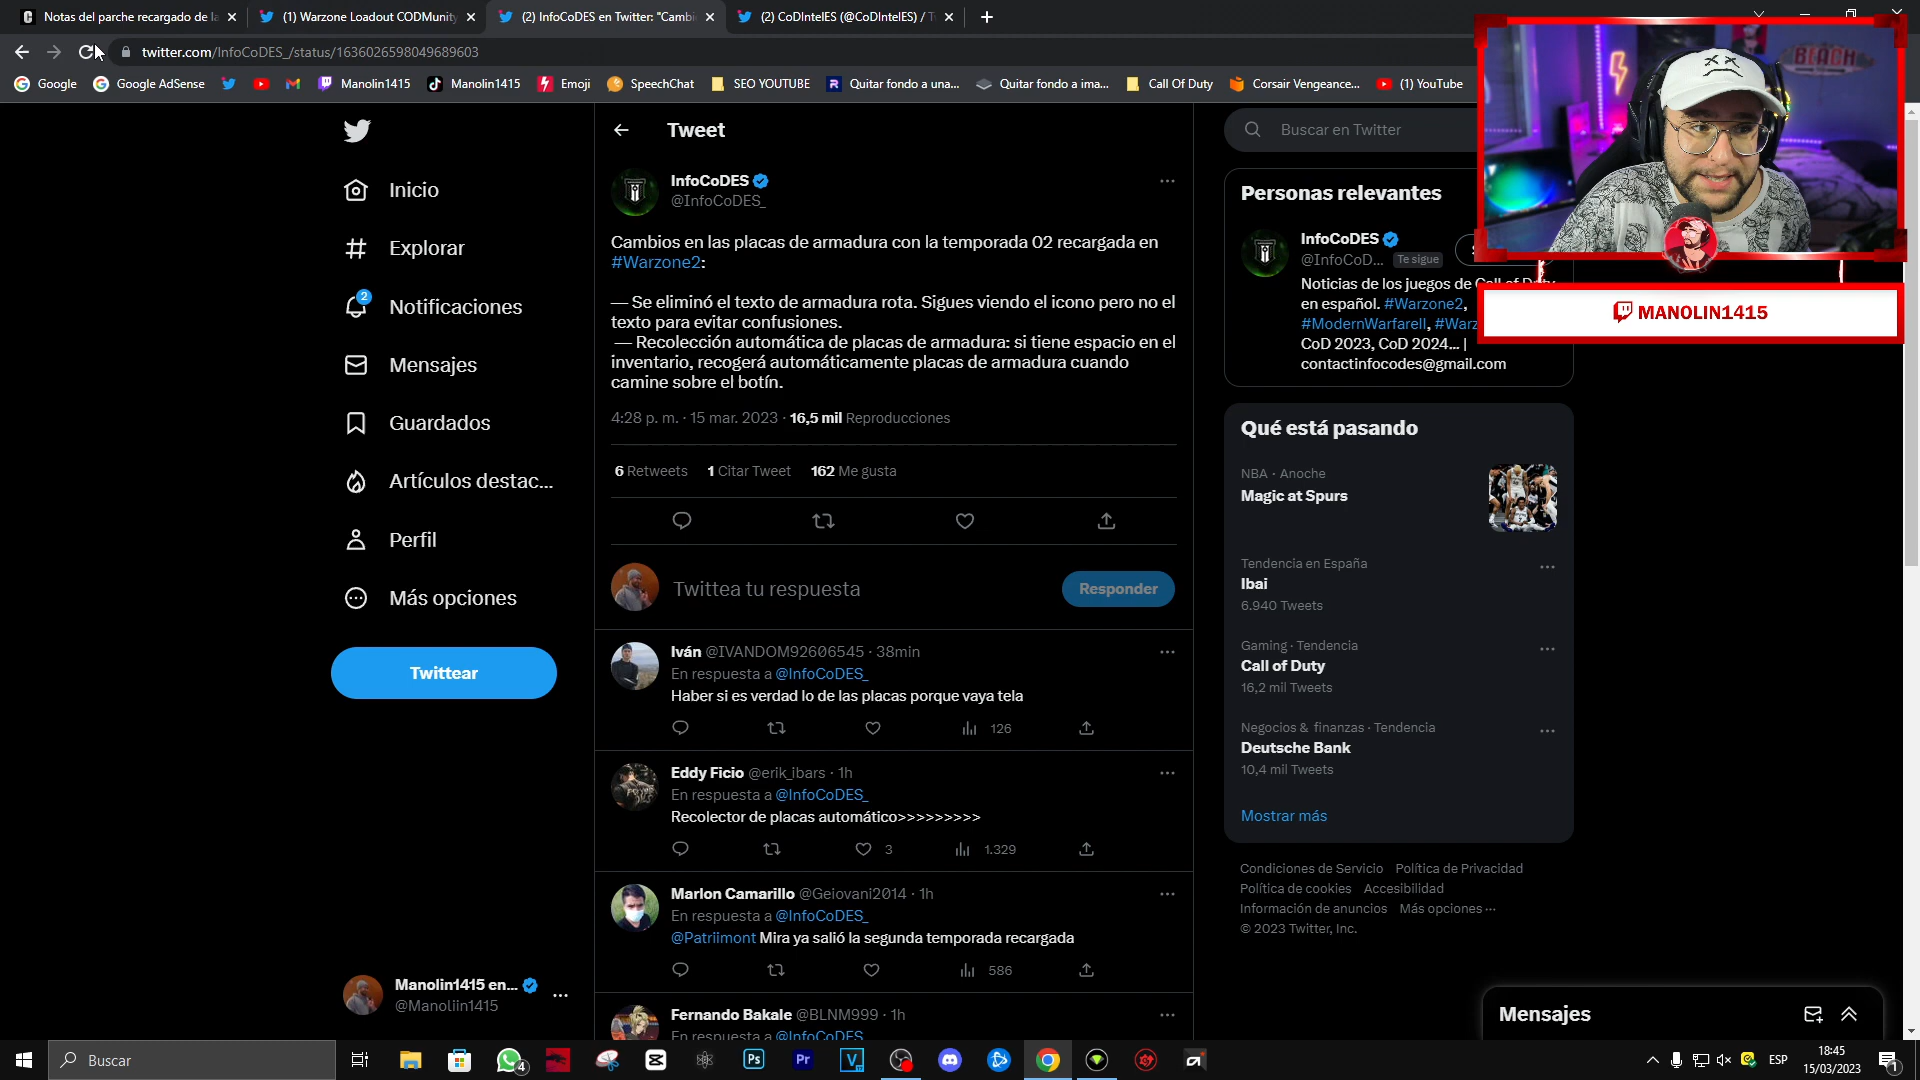 Notas del parche recargado de la
(1) Warzone Loadout CODMunity
(2) InfoCoDES en Twitter: "Cambi
(2) CodIntelES (@CodIntelES) / T
twitter.com/InfoCoDES_/status/1636026598049689603
Google
Google AdSense
Manolin1415
Manolin1415
Emoji
SpeechChat
SEO YOUTUBE
Quitar fondo a una...
Quitar fondo a ima...
Call Of Duty
Corsair Vengeance...
(1) YouTube
Inicio
Explorar
2
Notificaciones
Mensajes
Guardados
Artículos destac...
Perfil
Más opciones
Twittear
Manolin1415 en...
@Manoliin1415
Tweet
InfoCoDES
@InfoCoDES_
Cambios en las placas de armadura con la temporada 02 recargada en
#Warzone2:
— Se eliminó el texto de armadura rota. Sigues viendo el icono pero no el
texto para evitar confusiones.
— Recolección automática de placas de armadura: si tiene espacio en el
inventario, recogerá automáticamente placas de armadura cuando
camine sobre el botín.
4:28 p. m. · 15 mar. 2023 · 16,5 mil Reproducciones
6 Retweets 1 Citar Tweet 162 Me gusta
Twittea tu respuesta
Responder
Iván @IVANDOM92606545 · 38min
En respuesta a @InfoCoDES_
Haber si es verdad lo de las placas porque vaya tela
126
Eddy Ficio @erik_ibars · 1h
En respuesta a @InfoCoDES_
Recolector de placas automático>>>>>>>>>
3 1.329
Marlon Camarillo @Geiovani2014 · 1h
En respuesta a @InfoCoDES_
@Patriimont Mira ya salió la segunda temporada recargada
586
Fernando Bakale @BLNM999 · 1h
En respuesta a @InfoCoDES_
Buscar en Twitter
Personas relevantes
InfoCoDES
@InfoCoD... Te sigue
Noticias de los juegos de Call of Duty
en español. #Warzone2,
#ModernWarfareII, #Warz
CoD 2023, CoD 2024... |
contactinfocodes@gmail.com
MANOLIN1415
Qué está pasando
NBA · Anoche
Magic at Spurs
Tendencia en España
Ibai
6.940 Tweets
Gaming · Tendencia
Call of Duty
16,2 mil Tweets
Negocios & finanzas · Tendencia
Deutsche Bank
10,4 mil Tweets
Mostrar más
Condiciones de Servicio Política de Privacidad
Política de cookies Accesibilidad
Información de anuncios Más opciones ···
© 2023 Twitter, Inc.
Mensajes
Buscar
4
Ps
Pr
V
ESP
18:45
15/03/2023
1